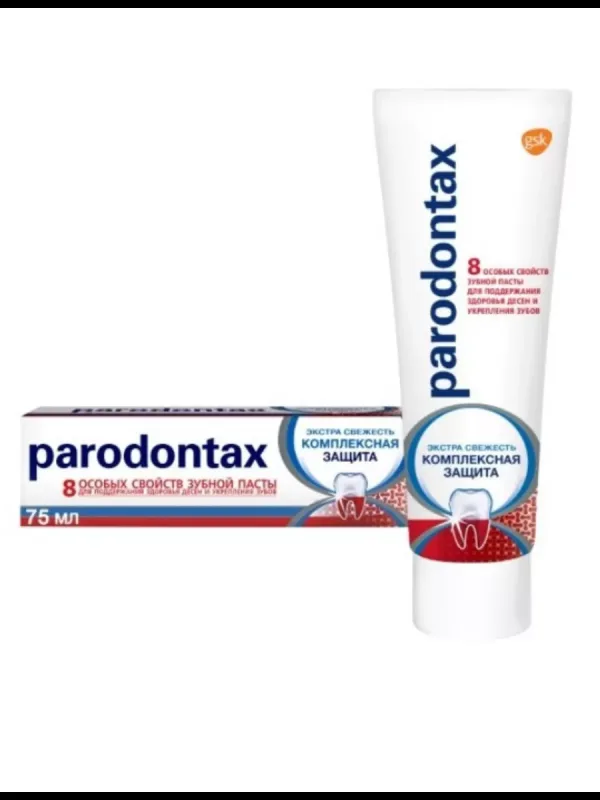 gsk
parodontax
8 ОСОБЫХ СВОЙСТВ
ЗУБНОЙ ПАСТЫ
ДЛЯ ПОДДЕРЖАНИЯ
ЗДОРОВЬЯ ДЕСЕН И
УКРЕПЛЕНИЯ ЗУБОВ
ЭКСТРА СВЕЖЕСТЬ
КОМПЛЕКСНАЯ
ЗАЩИТА
parodontax
parodontax
8 ОСОБЫХ СВОЙСТВ ЗУБНОЙ ПАСТЫ
ДЛЯ ПОДДЕРЖАНИЯ ЗДОРОВЬЯ ДЕСЕН И УКРЕПЛЕНИЯ ЗУБОВ
75 МЛ
ЭКСТРА СВЕЖЕСТЬ
КОМПЛЕКСНАЯ
ЗАЩИТА